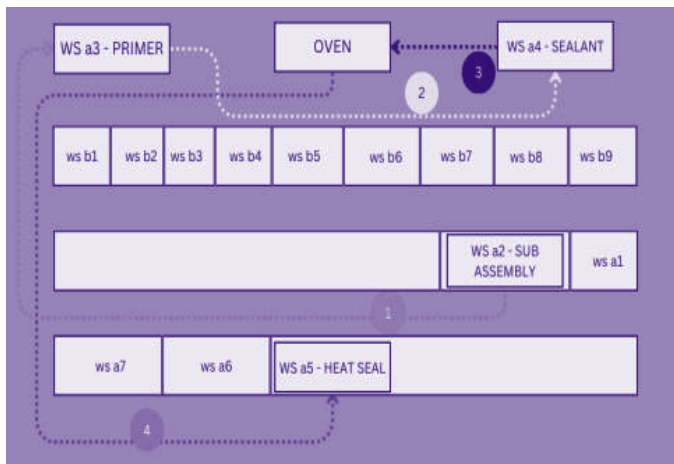 WS a3 - PRIMER
OVEN
WS a4 - SEALANT
3
2
ws b1
ws b2
ws b3
ws b4
ws b5
ws b6
ws b7
ws b8
ws b9
WS a2 - SUB
ASSEMBLY
ws a1
1
ws a7
ws a6
WS a5 - HEAT SEAL
4